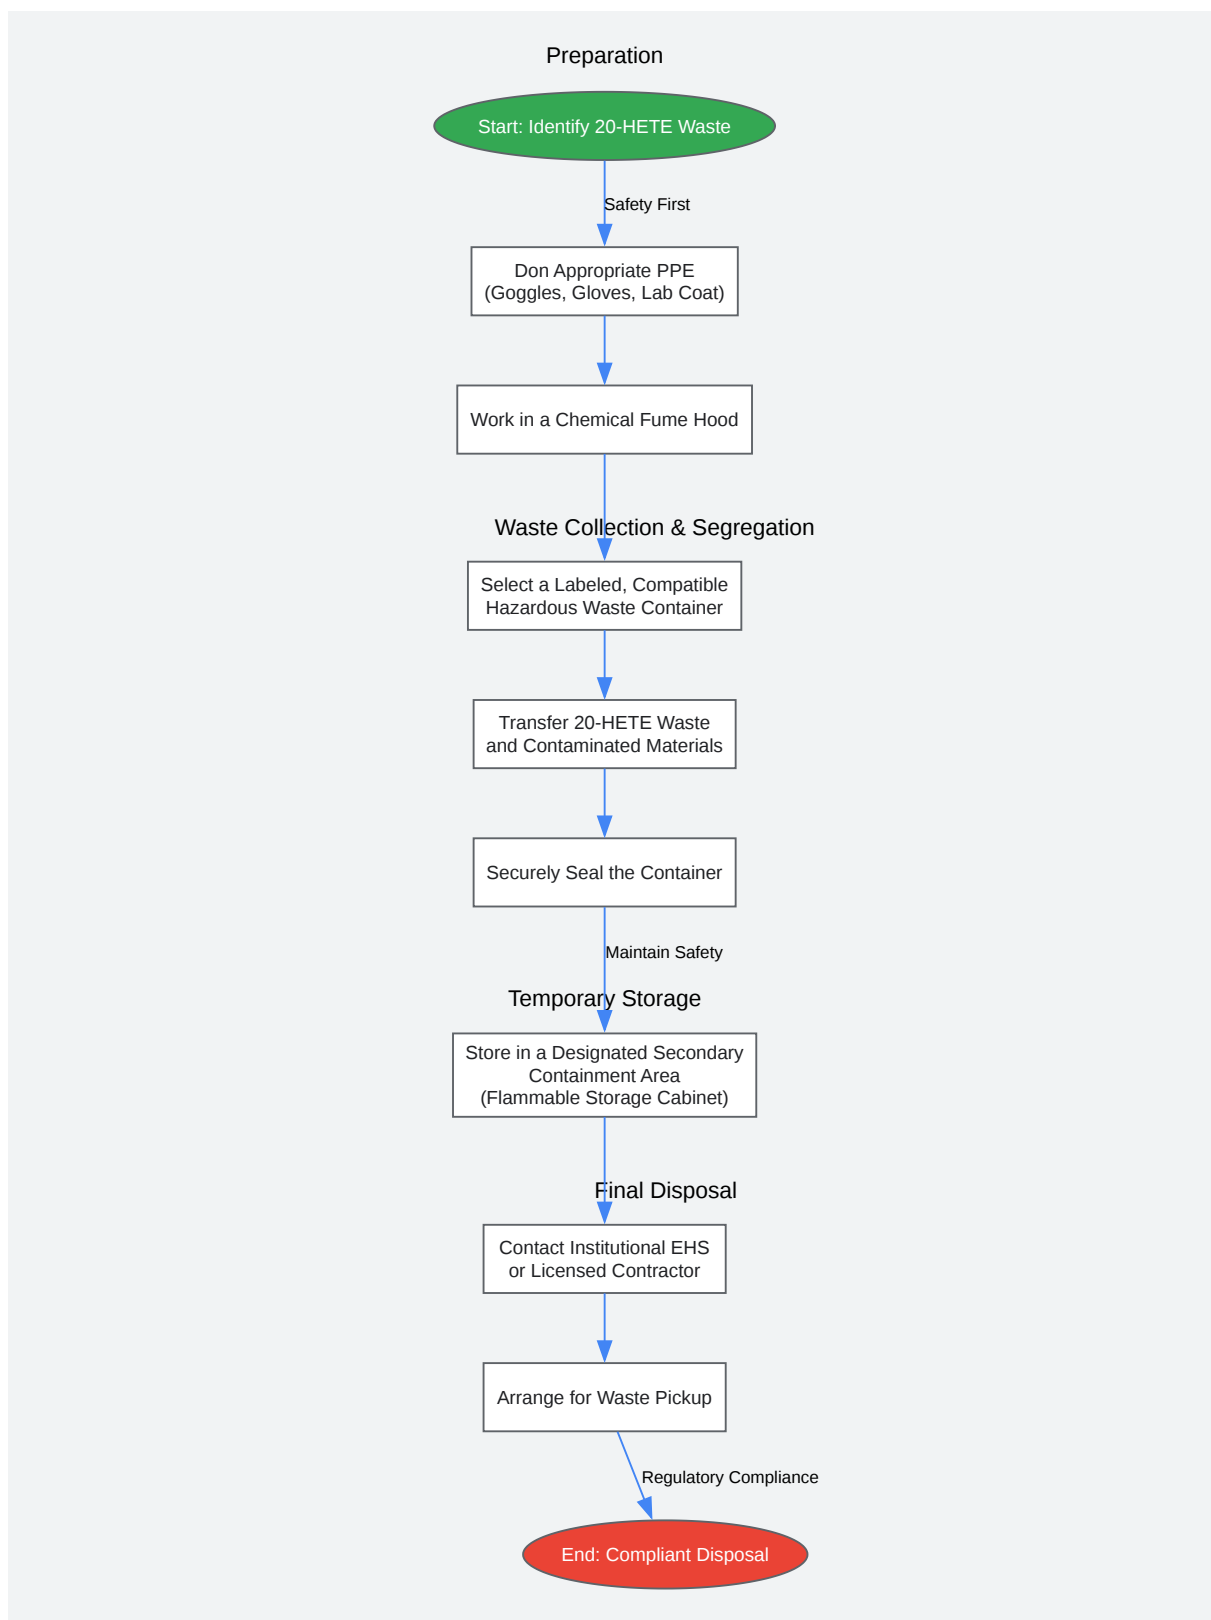 Preparation
Start: Identify 20-HETE Waste
Safety First
Don Appropriate PPE
(Goggles, Gloves, Lab Coat)
Work in a Chemical Fume Hood
Waste Collection & Segregation
Select a Labeled, Compatible
Hazardous Waste Container
Transfer 20-HETE Waste
and Contaminated Materials
Securely Seal the Container
Maintain Safety
Temporary Storage
Store in a Designated Secondary
Containment Area
(Flammable Storage Cabinet)
Final Disposal
Contact Institutional EHS
or Licensed Contractor
Arrange for Waste Pickup
Regulatory Compliance
End: Compliant Disposal